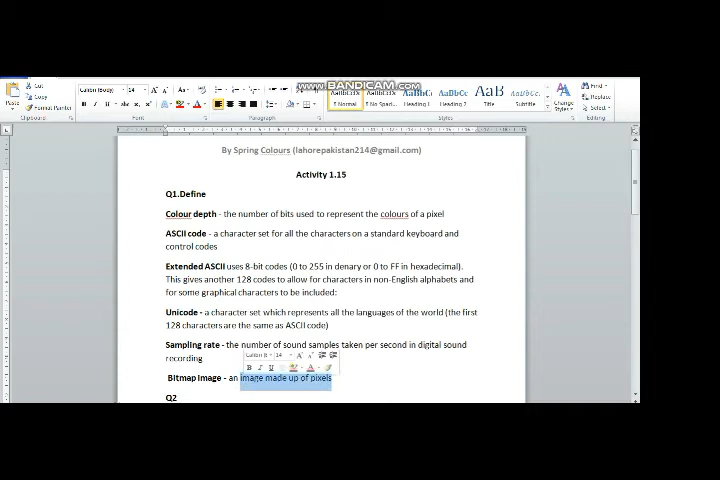 www.BANDICAM.com
Cut
Copy
Paste
Format Painter
Clipboard
Calibri (Body)
14
Font
Paragraph
¶ Normal
¶ No Spaci...
Heading 1
Heading 2
Title
Subtitle
Change
Styles
Styles
Find
Replace
Select
Editing
By Spring Colours (lahorepakistan214@gmail.com)
Activity 1.15
Q1.Define
Colour depth - the number of bits used to represent the colours of a pixel
ASCII code - a character set for all the characters on a standard keyboard and
control codes
Extended ASCII uses 8-bit codes (0 to 255 in denary or 0 to FF in hexadecimal).
This gives another 128 codes to allow for characters in non-English alphabets and
for some graphical characters to be included:
Unicode - a character set which represents all the languages of the world (the first
128 characters are the same as ASCII code)
Sampling rate - the number of sound samples taken per second in digital sound
recording
Bitmap image - an image made up of pixels
Q2